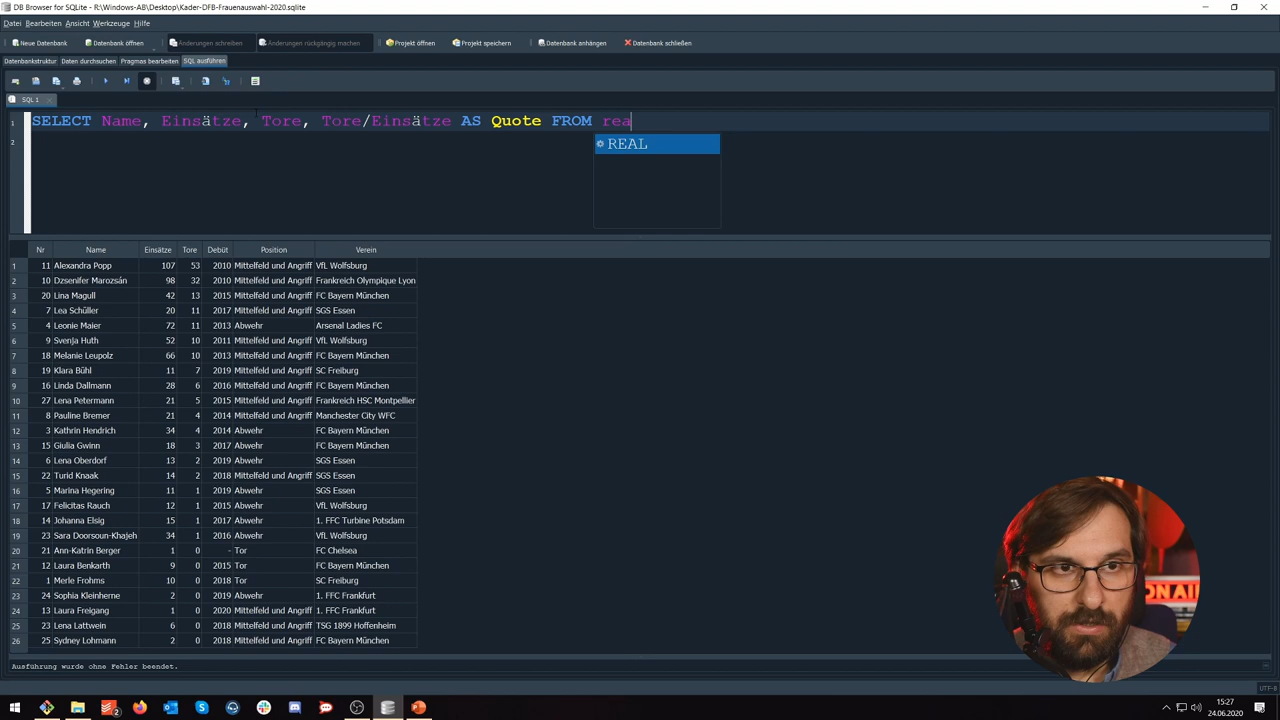 DB Browser for SQLite - R:\Windows-AB\Desktop\Kader-DFB-Frauenauswahl-2020.sqlite
Datei Bearbeiten Ansicht Werkzeuge Hilfe
Neue Datenbank Datenbank öffnen Änderungen schreiben Änderungen rückgängig machen Projekt öffnen Projekt speichern Datenbank anhängen Datenbank schließen
Datenbankstruktur Daten durchsuchen Pragmas bearbeiten SQL ausführen
SQL 1
1 SELECT Name, Einsätze, Tore, Tore/Einsätze AS Quote FROM rea
2
REAL
Nr Name Einsätze Tore Debüt Position Verein
1 11 Alexandra Popp 107 53 2010 Mittelfeld und Angriff VfL Wolfsburg
2 10 Dzsenifer Marozsán 98 32 2010 Mittelfeld und Angriff Frankreich Olympique Lyon
3 20 Lina Magull 42 13 2015 Mittelfeld und Angriff FC Bayern München
4 7 Lea Schüller 20 11 2017 Mittelfeld und Angriff SGS Essen
5 4 Leonie Maier 72 11 2013 Abwehr Arsenal Ladies FC
6 9 Svenja Huth 52 10 2011 Mittelfeld und Angriff VfL Wolfsburg
7 18 Melanie Leupolz 66 10 2013 Mittelfeld und Angriff FC Bayern München
8 19 Klara Bühl 11 7 2019 Mittelfeld und Angriff SC Freiburg
9 16 Linda Dallmann 28 6 2016 Mittelfeld und Angriff FC Bayern München
10 27 Lena Petermann 21 5 2015 Mittelfeld und Angriff Frankreich HSC Montpellier
11 8 Pauline Bremer 21 4 2014 Mittelfeld und Angriff Manchester City WFC
12 3 Kathrin Hendrich 34 4 2014 Abwehr FC Bayern München
13 15 Giulia Gwinn 18 3 2017 Abwehr FC Bayern München
14 6 Lena Oberdorf 13 2 2019 Abwehr SGS Essen
15 22 Turid Knaak 14 2 2018 Mittelfeld und Angriff SGS Essen
16 5 Marina Hegering 11 1 2019 Abwehr SGS Essen
17 17 Felicitas Rauch 12 1 2015 Abwehr VfL Wolfsburg
18 14 Johanna Elsig 15 1 2017 Abwehr 1. FFC Turbine Potsdam
19 23 Sara Doorsoun-Khajeh 34 1 2016 Abwehr VfL Wolfsburg
20 21 Ann-Katrin Berger 1 0 - Tor FC Chelsea
21 12 Laura Benkarth 9 0 2015 Tor FC Bayern München
22 1 Merle Frohms 10 0 2018 Tor SC Freiburg
23 24 Sophia Kleinherne 2 0 2019 Abwehr 1. FFC Frankfurt
24 13 Laura Freigang 1 0 2020 Mittelfeld und Angriff 1. FFC Frankfurt
25 23 Lena Lattwein 6 0 2018 Mittelfeld und Angriff TSG 1899 Hoffenheim
26 25 Sydney Lohmann 2 0 2018 Mittelfeld und Angriff FC Bayern München
Ausführung wurde ohne Fehler beendet.
UTF-8
2
15:27
24.06.2020